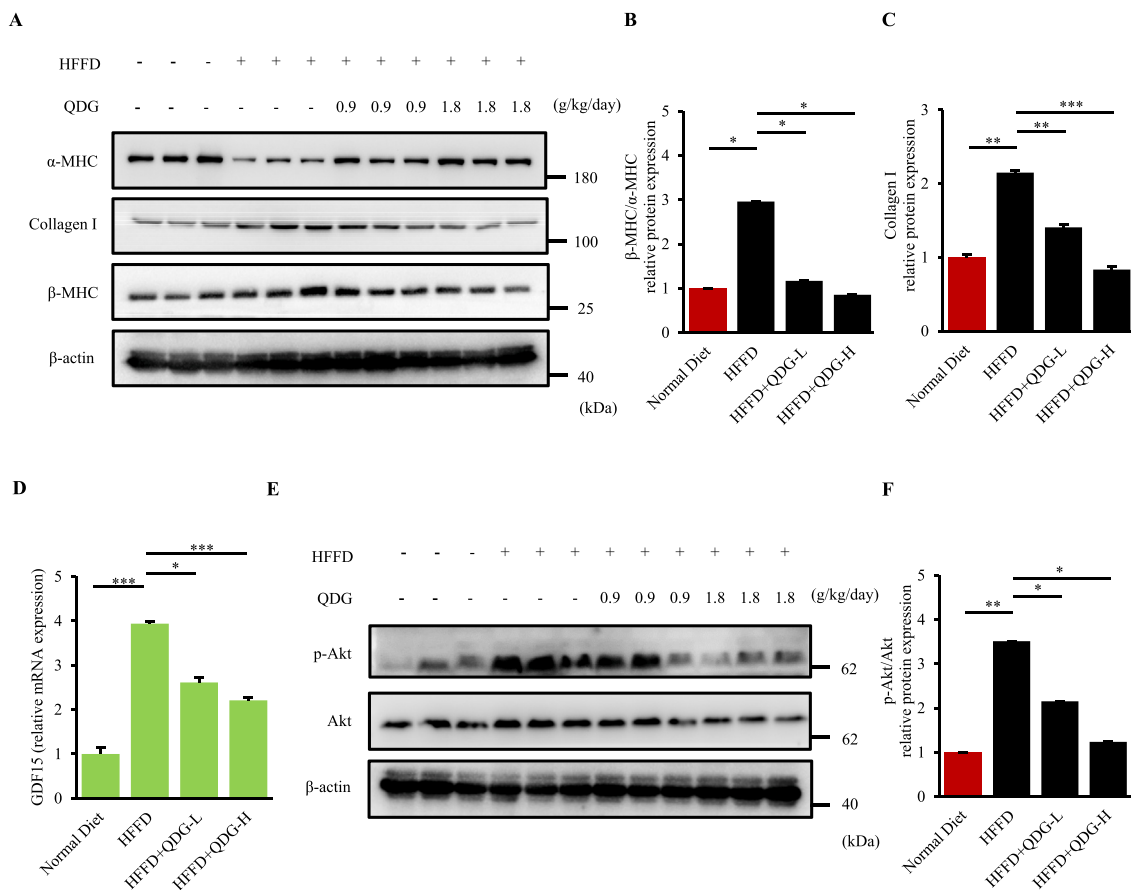 A
HFFD - - - + + + + + + + + +
QDG - - - - - - 0.9 0.9 0.9 1.8 1.8 1.8 (g/kg/day)
α-MHC
180
Collagen I
100
β-MHC
25
β-actin
40
(kDa)
B
β-MHC/α-MHC
relative protein expression
5
4
3
2
1
0
*
*
*
Normal Diet
HFFD
HFFD+QDG-L
HFFD+QDG-H
C
Collagen I
relative protein expression
3
2
1
0
**
**
***
Normal Diet
HFFD
HFFD+QDG-L
HFFD+QDG-H
D
GDF15 (relative mRNA expression)
5
4
3
2
1
0
***
*
***
Normal Diet
HFFD
HFFD+QDG-L
HFFD+QDG-H
E
HFFD - - - + + + + + + + + +
QDG - - - - - - 0.9 0.9 0.9 1.8 1.8 1.8 (g/kg/day)
p-Akt
62
Akt
62
β-actin
40
(kDa)
F
p-Akt/Akt
relative protein expression
5
4
3
2
1
0
**
*
*
Normal Diet
HFFD
HFFD+QDG-L
HFFD+QDG-H